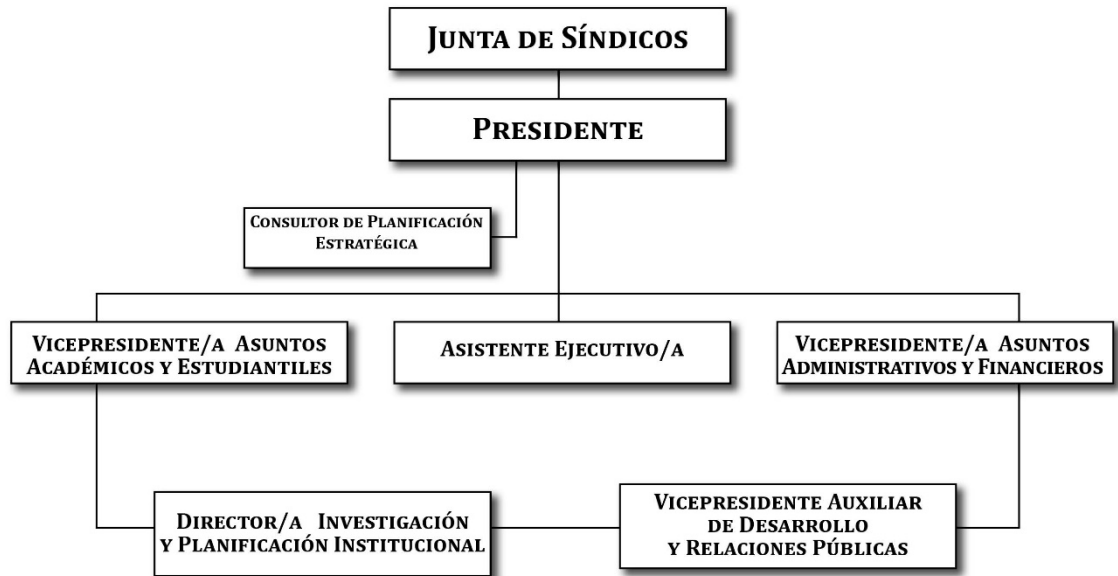 JUNTA DE SÍNDICOS
PRESIDENTE
CONSULTOR DE PLANIFICACIÓN
ESTRATÉGICA
VICEPRESIDENTE/A ASUNTOS
ACADÉMICOS Y ESTUDIANTILES
ASISTENTE EJECUTIVO/A
VICEPRESIDENTE/A ASUNTOS
ADMINISTRATIVOS Y FINANCIEROS
DIRECTOR/A INVESTIGACIÓN
Y PLANIFICACIÓN INSTITUCIONAL
VICEPRESIDENTE AUXILIAR
DE DESARROLLO
Y RELACIONES PÚBLICAS